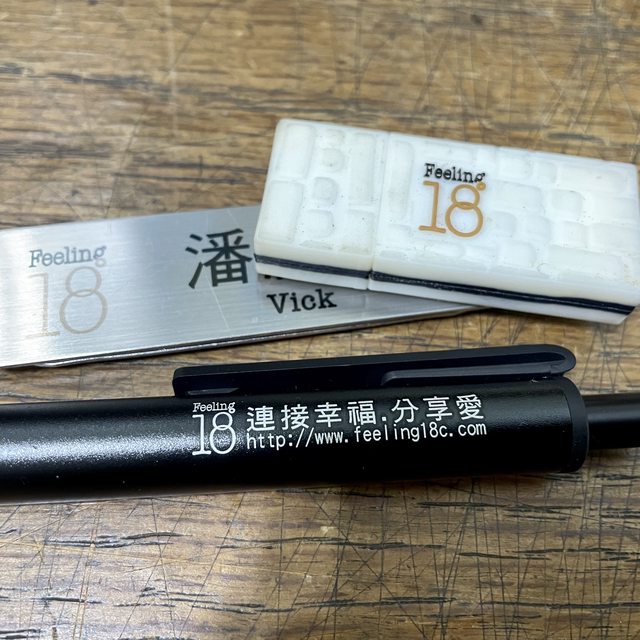 Feeling
18
Feeling
18
潘
Vick
Feeling
18
連接幸福.分享愛
http://www.feeling18c.com